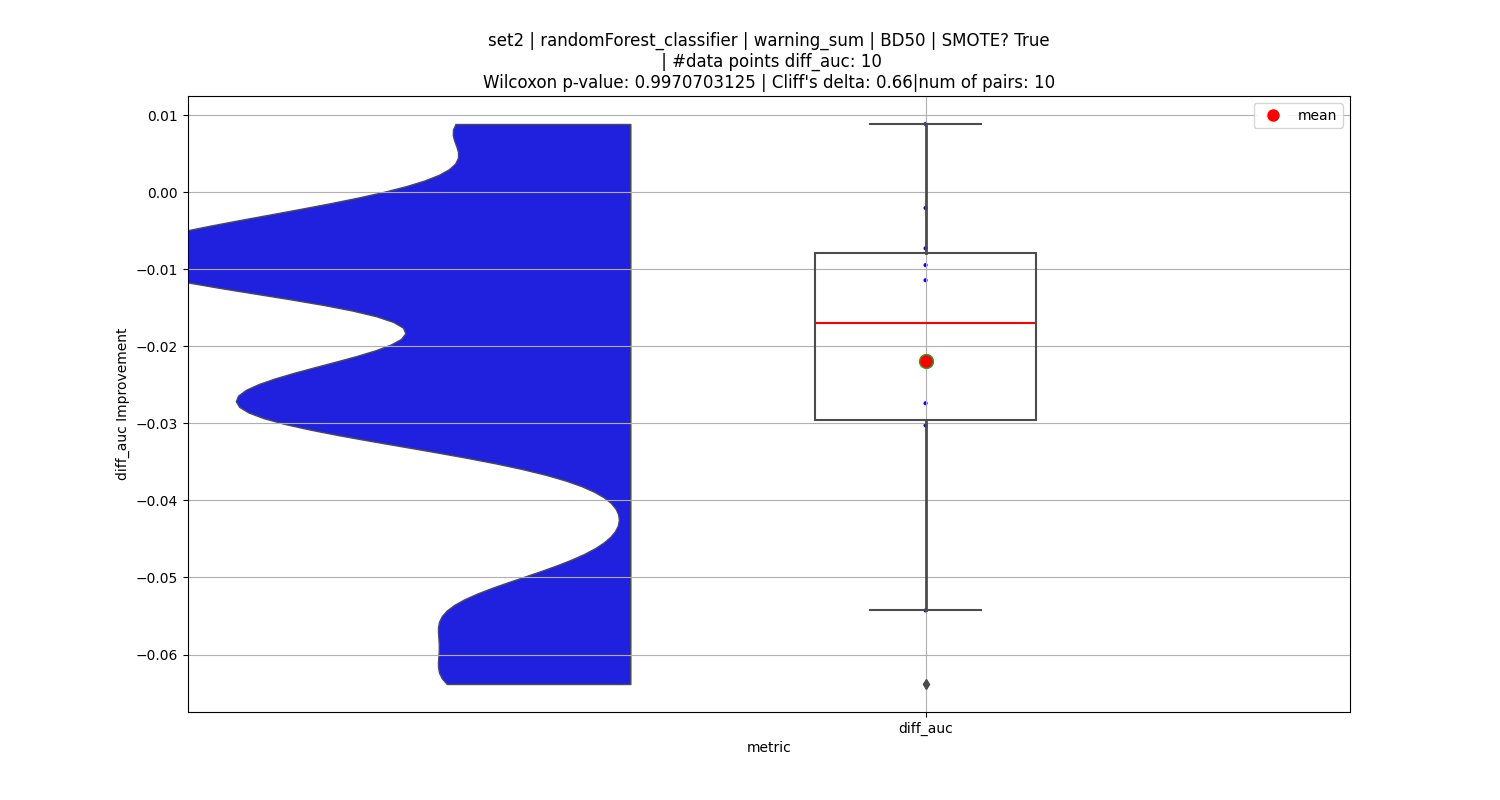 set2 | randomForest_classifier | warning_sum | BD50 | SMOTE? True
| #data points diff_auc: 10
Wilcoxon p-value: 0.9970703125 | Cliff's delta: 0.66|num of pairs: 10
mean
0.01
0.00
−0.01
−0.02
−0.03
−0.04
−0.05
−0.06
diff_auc Improvement
diff_auc
metric